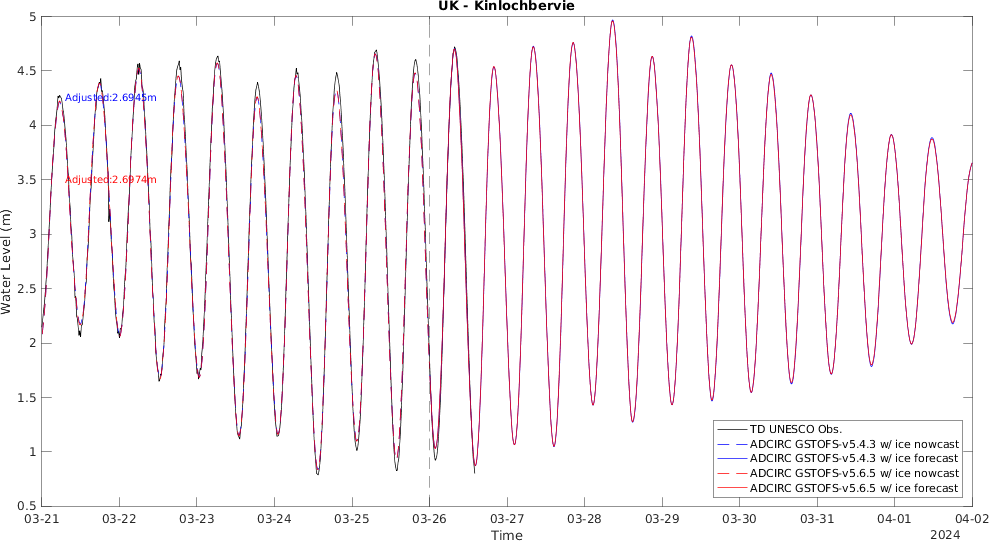 UK - Kinlochbervie
5
4.5
4
3.5
3
2.5
2
1.5
1
0.5
Water Level (m)
Adjusted:2.6945m
Adjusted:2.6974m
TD UNESCO Obs.
ADCIRC GSTOFS-v5.4.3 w/ ice nowcast
ADCIRC GSTOFS-v5.4.3 w/ ice forecast
ADCIRC GSTOFS-v5.6.5 w/ ice nowcast
ADCIRC GSTOFS-v5.6.5 w/ ice forecast
03-21 03-22 03-23 03-24 03-25 03-26 03-27 03-28 03-29 03-30 03-31 04-01 04-02
Time
2024